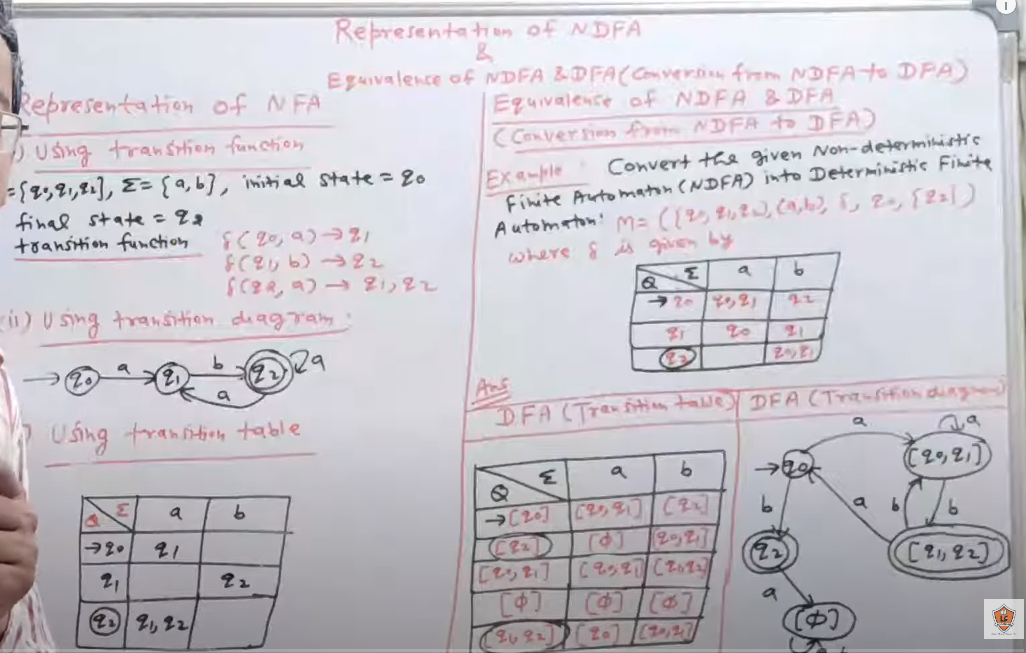 Representation of NDFA
&
Equivalence of NDFA & DFA (Conversion from NDFA to DFA)
Representation of NFA
) Using transition function
={q0,q1,q2}, Σ={a,b}, initial state = q0
final state = q2
transition function
δ(q0, a) → q1
δ(q1, b) → q2
δ(q2, a) → q1, q2
(ii) Using transition diagram:
q0 a q1 b q2 a
a
) Using transition table
Q Σ a b
→q0 q1
q1 q2
q2 q1, q2
Equivalence of NDFA & DFA
(Conversion from NDFA to DFA)
Example: Convert the given Non-deterministic
Finite Automaton (NDFA) into Deterministic Finite
Automaton: M= ({q0, q1, q2}, (a,b), δ, q0, {q2})
where δ is given by
Q Σ a b
→q0 q0,q1 q2
q1 q0 q1
q2 q0,q1
Ans
DFA (Transition table)
Q Σ a b
→[q0] [q0,q1] [q2]
[q2] [ϕ] [q0,q1]
[q0,q1] [q0,q1] [q1,q2]
[ϕ] [ϕ] [ϕ]
[q1,q2] [q0] [q0,q1]
DFA (Transition diagram)
a a
→q0 [q0,q1]
b a b b
q2 [q1,q2]
a
[ϕ]